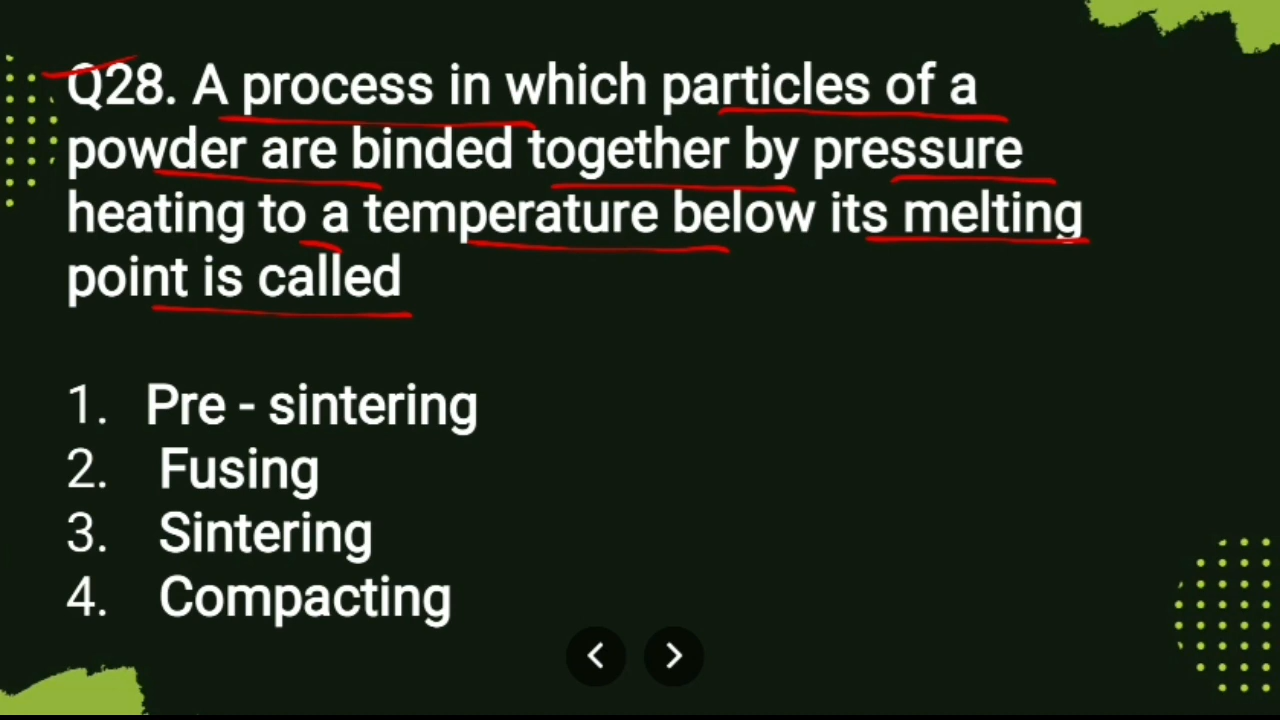 Q28. A process in which particles of a
powder are binded together by pressure
heating to a temperature below its melting
point is called
1. Pre - sintering
2. Fusing
3. Sintering
4. Compacting